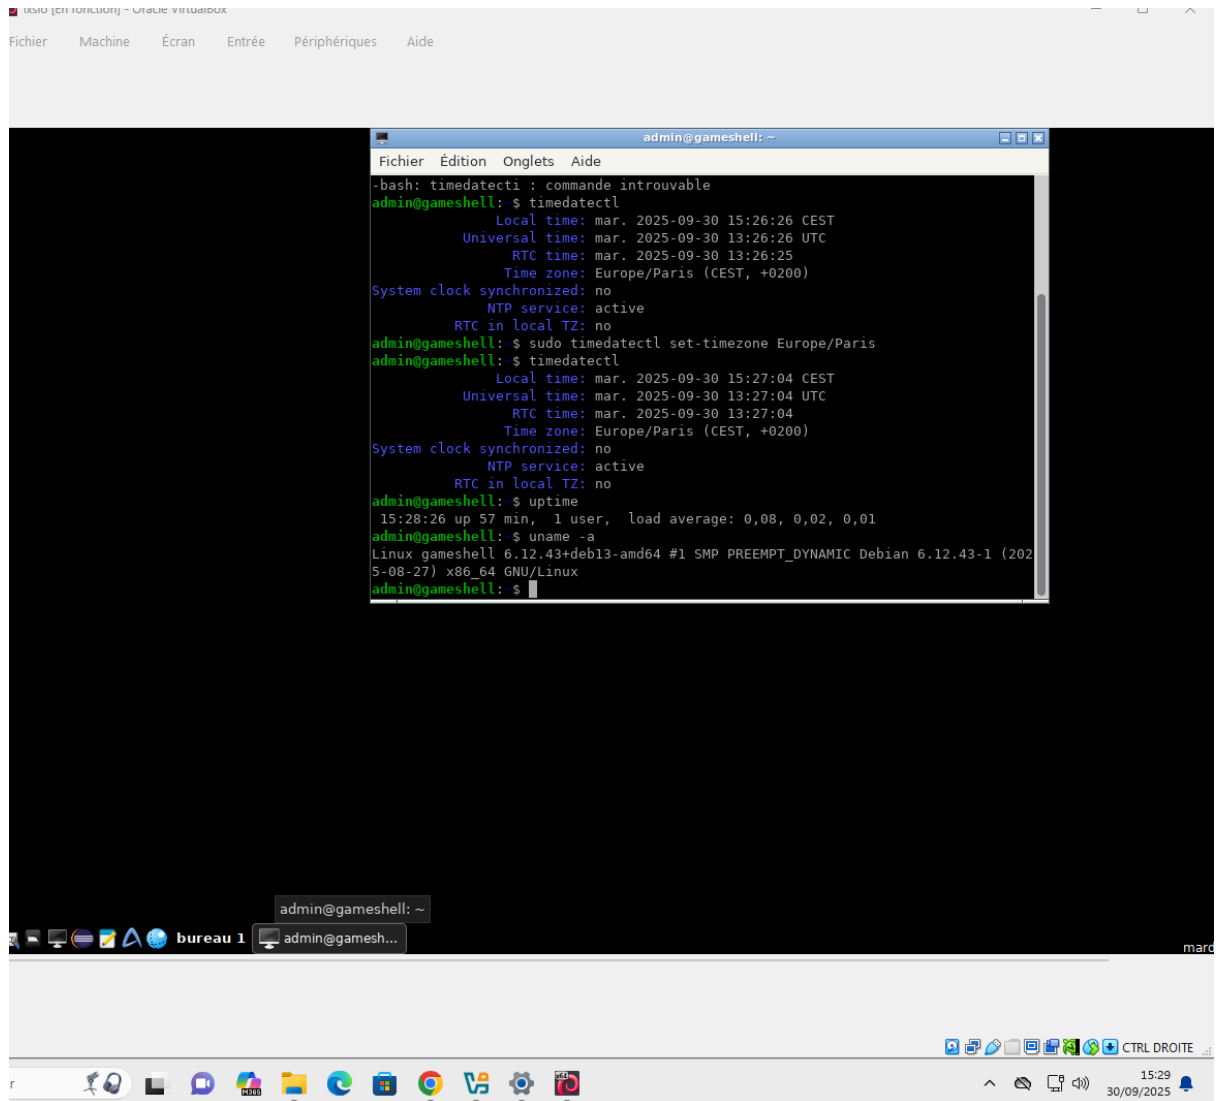 ixsio [En fonction] - Oracle VirtualBox
Fichier Machine Écran Entrée Périphériques Aide
admin@gameshell: ~
Fichier Édition Onglets Aide
-bash: timedatecti : commande introuvable
admin@gameshell:~$ timedatectl
Local time: mar. 2025-09-30 15:26:26 CEST
Universal time: mar. 2025-09-30 13:26:26 UTC
RTC time: mar. 2025-09-30 13:26:25
Time zone: Europe/Paris (CEST, +0200)
System clock synchronized: no
NTP service: active
RTC in local TZ: no
admin@gameshell:~$ sudo timedatectl set-timezone Europe/Paris
admin@gameshell:~$ timedatectl
Local time: mar. 2025-09-30 15:27:04 CEST
Universal time: mar. 2025-09-30 13:27:04 UTC
RTC time: mar. 2025-09-30 13:27:04
Time zone: Europe/Paris (CEST, +0200)
System clock synchronized: no
NTP service: active
RTC in local TZ: no
admin@gameshell:~$ uptime
15:28:26 up 57 min, 1 user, load average: 0,08, 0,02, 0,01
admin@gameshell:~$ uname -a
Linux gameshell 6.12.43+deb13-amd64 #1 SMP PREEMPT_DYNAMIC Debian 6.12.43-1 (202
5-08-27) x86_64 GNU/Linux
admin@gameshell:~$
admin@gameshell: ~
bureau 1 admin@gamesh...
mard
CTRL DROITE
r
M365
x64
15:29
30/09/2025